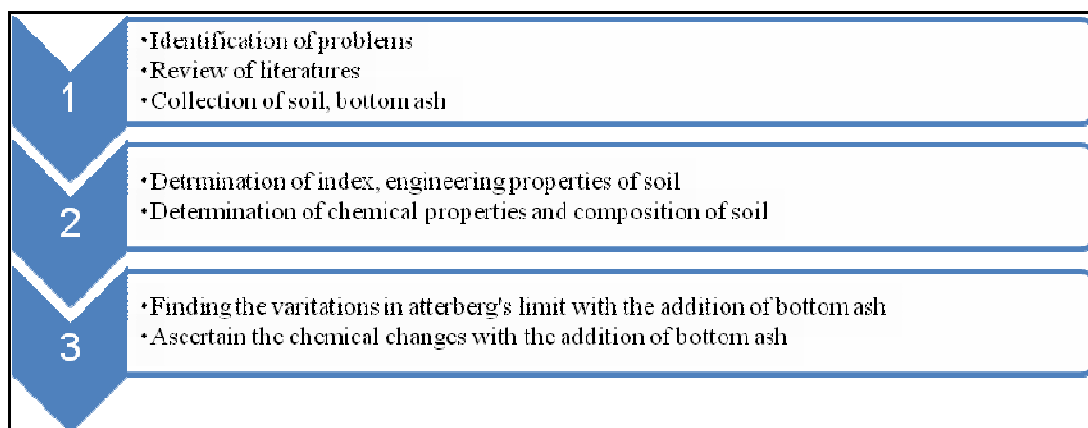 1
•Identification of problems
•Review of literatures
•Collection of soil, bottom ash
2
•Detrmination of index, engineering properties of soil
•Determination of chemical properties and composition of soil
3
•Finding the varitations in atterberg's limit with the addition of bottom ash
•Ascertain the chemical changes with the addition of bottom ash